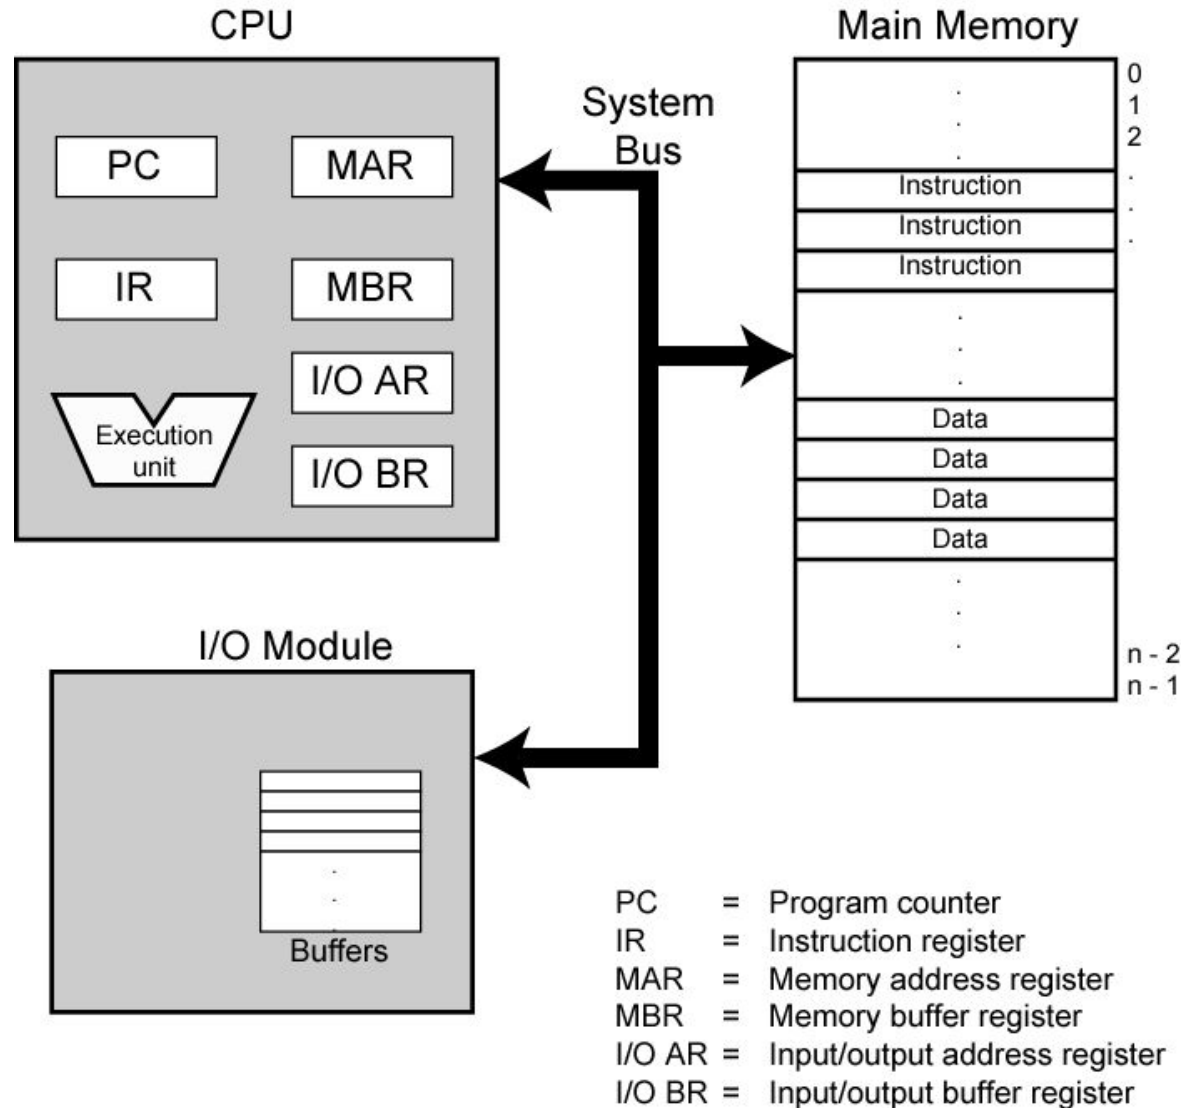 CPU
PC
MAR
IR
MBR
I/O AR
I/O BR
Execution
unit
System
Bus
Main Memory
0
1
2
.
.
.
.
.
.
Instruction
Instruction
Instruction
.
.
.
Data
Data
Data
Data
.
.
.
n - 2
n - 1
I/O Module
.
.
.
Buffers
PC = Program counter
IR = Instruction register
MAR = Memory address register
MBR = Memory buffer register
I/O AR = Input/output address register
I/O BR = Input/output buffer register